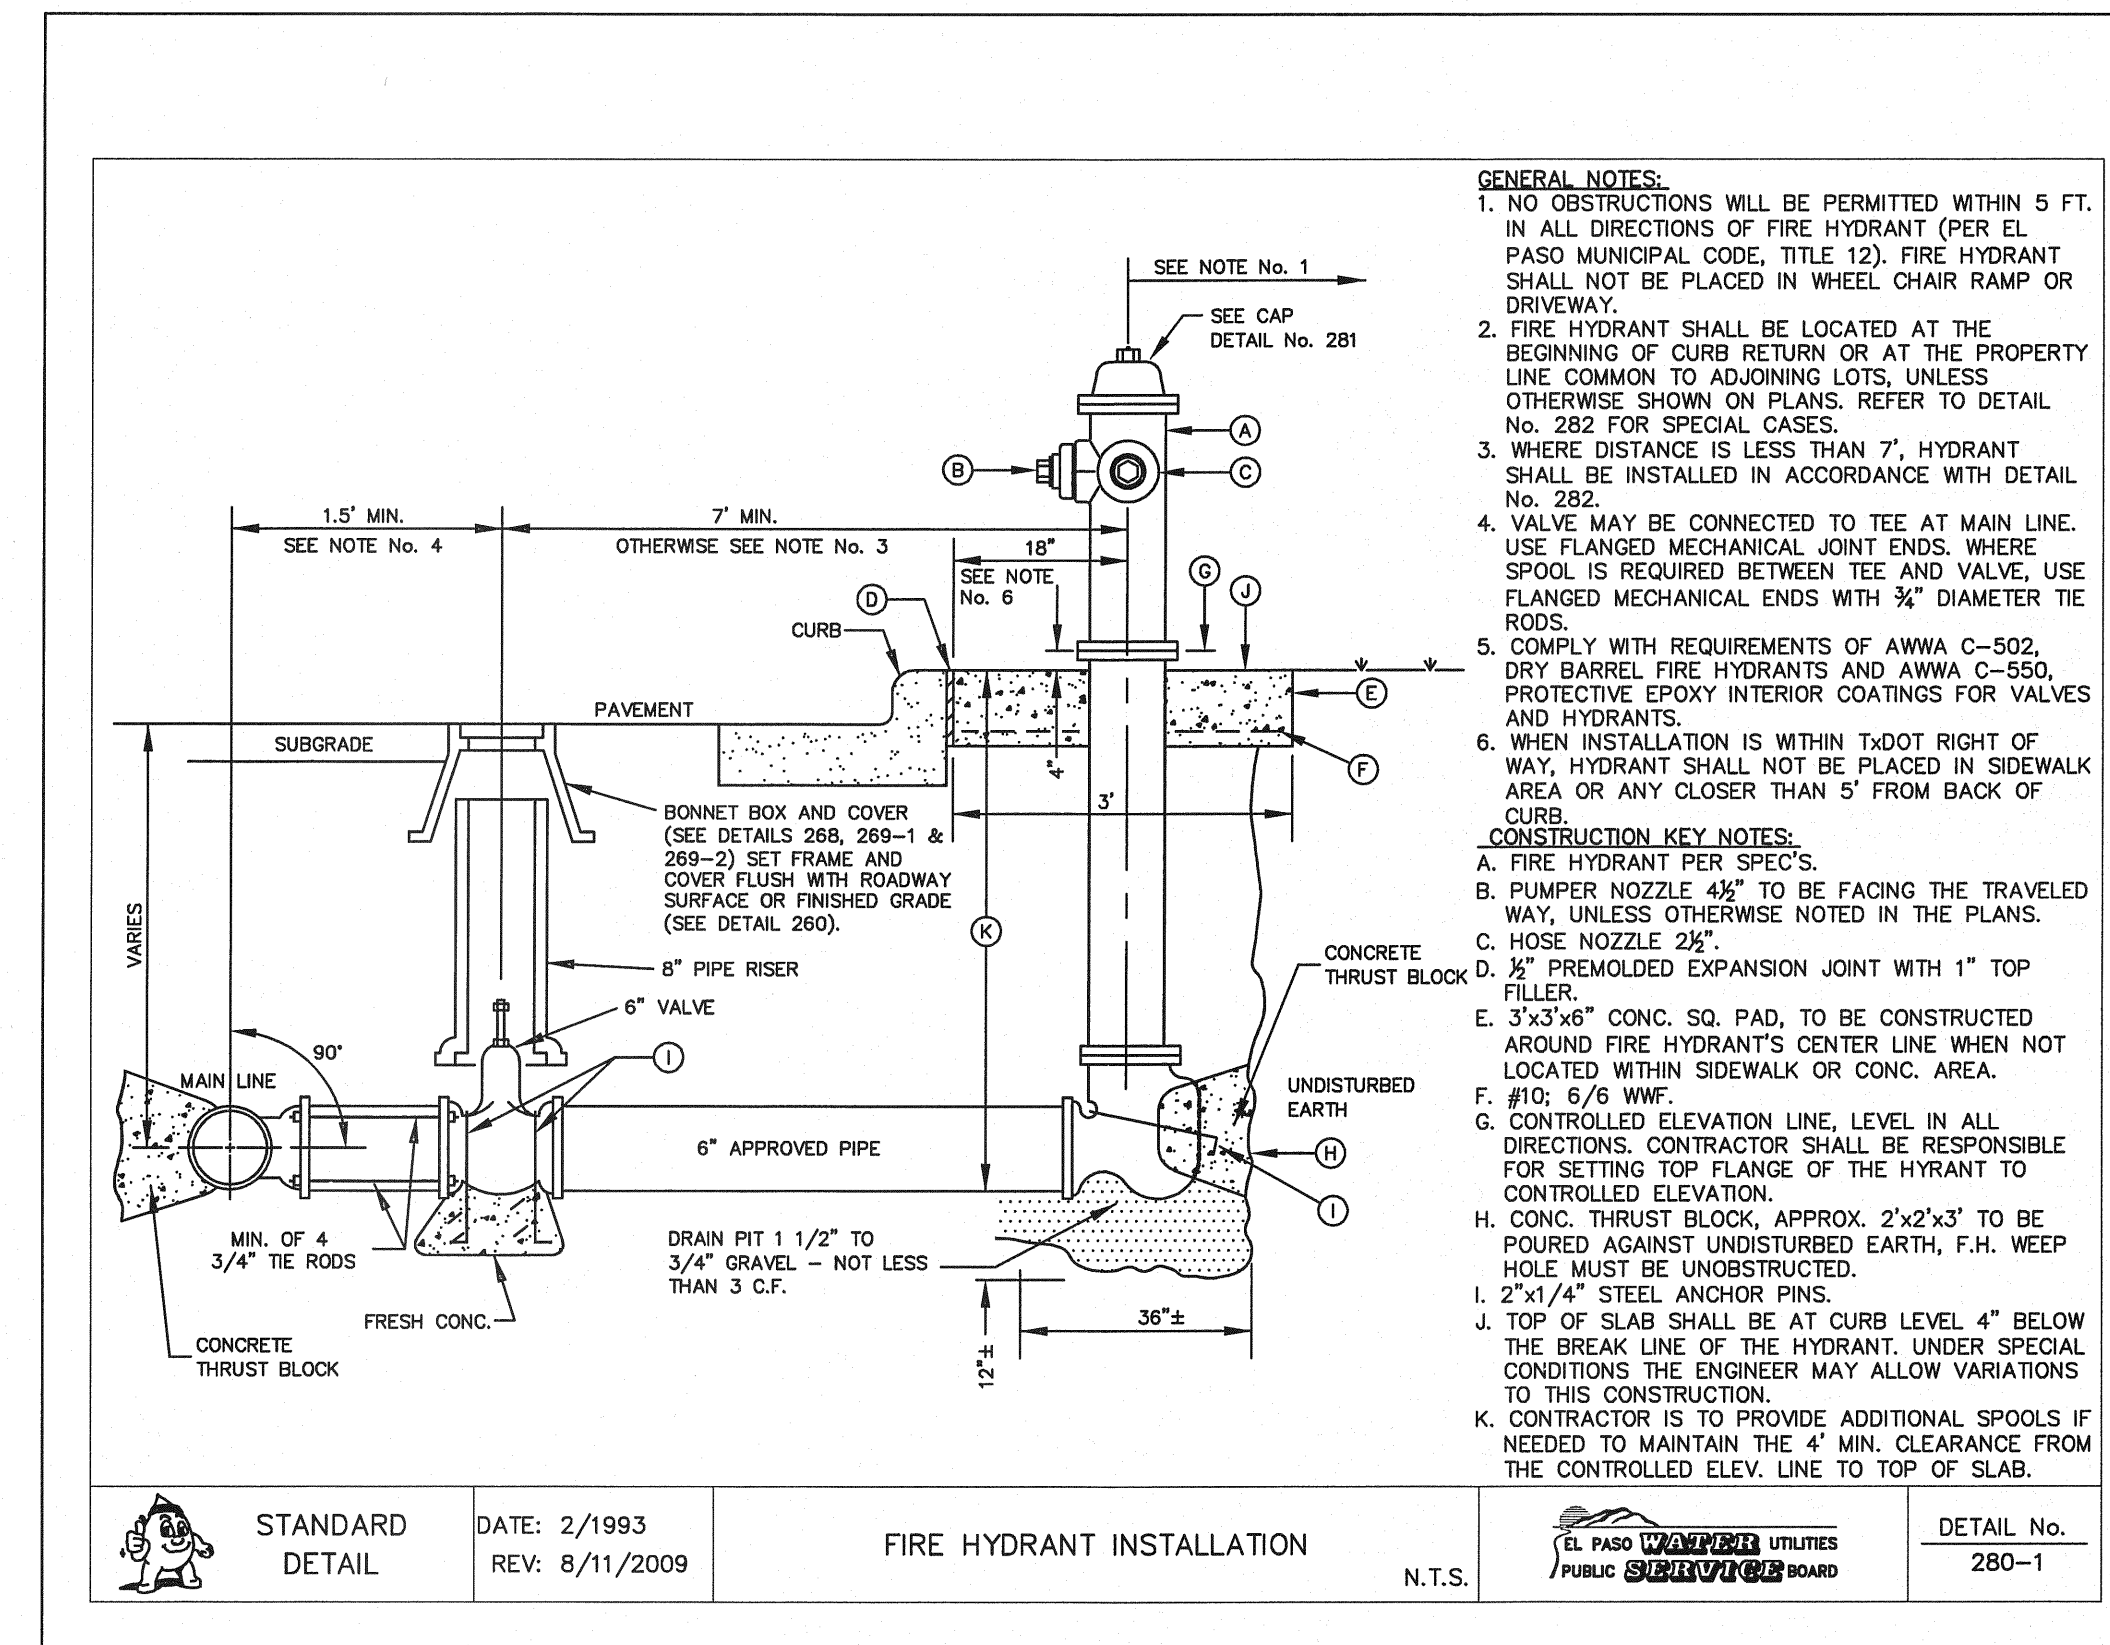 SEE NOTE No. 1
SEE CAP
DETAIL No. 281
A
B
C
1.5' MIN.
SEE NOTE No. 4
7' MIN.
OTHERWISE SEE NOTE No. 3
18"
SEE NOTE
No. 6
G
J
D
CURB
PAVEMENT
SUBGRADE
E
F
4"
3'
BONNET BOX AND COVER
(SEE DETAILS 268, 269-1 &
269-2) SET FRAME AND
COVER FLUSH WITH ROADWAY
SURFACE OR FINISHED GRADE
(SEE DETAIL 260).
VARIES
K
8" PIPE RISER
6" VALVE
CONCRETE
THRUST BLOCK
90°
I
MAIN LINE
UNDISTURBED
EARTH
6" APPROVED PIPE
H
I
MIN. OF 4
3/4" TIE RODS
DRAIN PIT 1 1/2" TO
3/4" GRAVEL - NOT LESS
THAN 3 C.F.
FRESH CONC.
36"±
12"±
CONCRETE
THRUST BLOCK
GENERAL NOTES:
1. NO OBSTRUCTIONS WILL BE PERMITTED WITHIN 5 FT.
IN ALL DIRECTIONS OF FIRE HYDRANT (PER EL
PASO MUNICIPAL CODE, TITLE 12). FIRE HYDRANT
SHALL NOT BE PLACED IN WHEEL CHAIR RAMP OR
DRIVEWAY.
2. FIRE HYDRANT SHALL BE LOCATED AT THE
BEGINNING OF CURB RETURN OR AT THE PROPERTY
LINE COMMON TO ADJOINING LOTS, UNLESS
OTHERWISE SHOWN ON PLANS. REFER TO DETAIL
No. 282 FOR SPECIAL CASES.
3. WHERE DISTANCE IS LESS THAN 7', HYDRANT
SHALL BE INSTALLED IN ACCORDANCE WITH DETAIL
No. 282.
4. VALVE MAY BE CONNECTED TO TEE AT MAIN LINE.
USE FLANGED MECHANICAL JOINT ENDS. WHERE
SPOOL IS REQUIRED BETWEEN TEE AND VALVE, USE
FLANGED MECHANICAL ENDS WITH ¾" DIAMETER TIE
RODS.
5. COMPLY WITH REQUIREMENTS OF AWWA C-502,
DRY BARREL FIRE HYDRANTS AND AWWA C-550,
PROTECTIVE EPOXY INTERIOR COATINGS FOR VALVES
AND HYDRANTS.
6. WHEN INSTALLATION IS WITHIN TxDOT RIGHT OF
WAY, HYDRANT SHALL NOT BE PLACED IN SIDEWALK
AREA OR ANY CLOSER THAN 5' FROM BACK OF
CURB.
CONSTRUCTION KEY NOTES:
A. FIRE HYDRANT PER SPEC'S.
B. PUMPER NOZZLE 4½" TO BE FACING THE TRAVELED
WAY, UNLESS OTHERWISE NOTED IN THE PLANS.
C. HOSE NOZZLE 2½".
D. ½" PREMOLDED EXPANSION JOINT WITH 1" TOP
FILLER.
E. 3'x3'x6" CONC. SQ. PAD, TO BE CONSTRUCTED
AROUND FIRE HYDRANT'S CENTER LINE WHEN NOT
LOCATED WITHIN SIDEWALK OR CONC. AREA.
F. #10; 6/6 WWF.
G. CONTROLLED ELEVATION LINE, LEVEL IN ALL
DIRECTIONS. CONTRACTOR SHALL BE RESPONSIBLE
FOR SETTING TOP FLANGE OF THE HYRANT TO
CONTROLLED ELEVATION.
H. CONC. THRUST BLOCK, APPROX. 2'x2'x3' TO BE
POURED AGAINST UNDISTURBED EARTH, F.H. WEEP
HOLE MUST BE UNOBSTRUCTED.
I. 2"x1/4" STEEL ANCHOR PINS.
J. TOP OF SLAB SHALL BE AT CURB LEVEL 4" BELOW
THE BREAK LINE OF THE HYDRANT. UNDER SPECIAL
CONDITIONS THE ENGINEER MAY ALLOW VARIATIONS
TO THIS CONSTRUCTION.
K. CONTRACTOR IS TO PROVIDE ADDITIONAL SPOOLS IF
NEEDED TO MAINTAIN THE 4' MIN. CLEARANCE FROM
THE CONTROLLED ELEV. LINE TO TOP OF SLAB.
STANDARD
DETAIL
DATE: 2/1993
REV: 8/11/2009
FIRE HYDRANT INSTALLATION
N.T.S.
EL PASO WATER UTILITIES
PUBLIC SERVICE BOARD
DETAIL No.
280-1